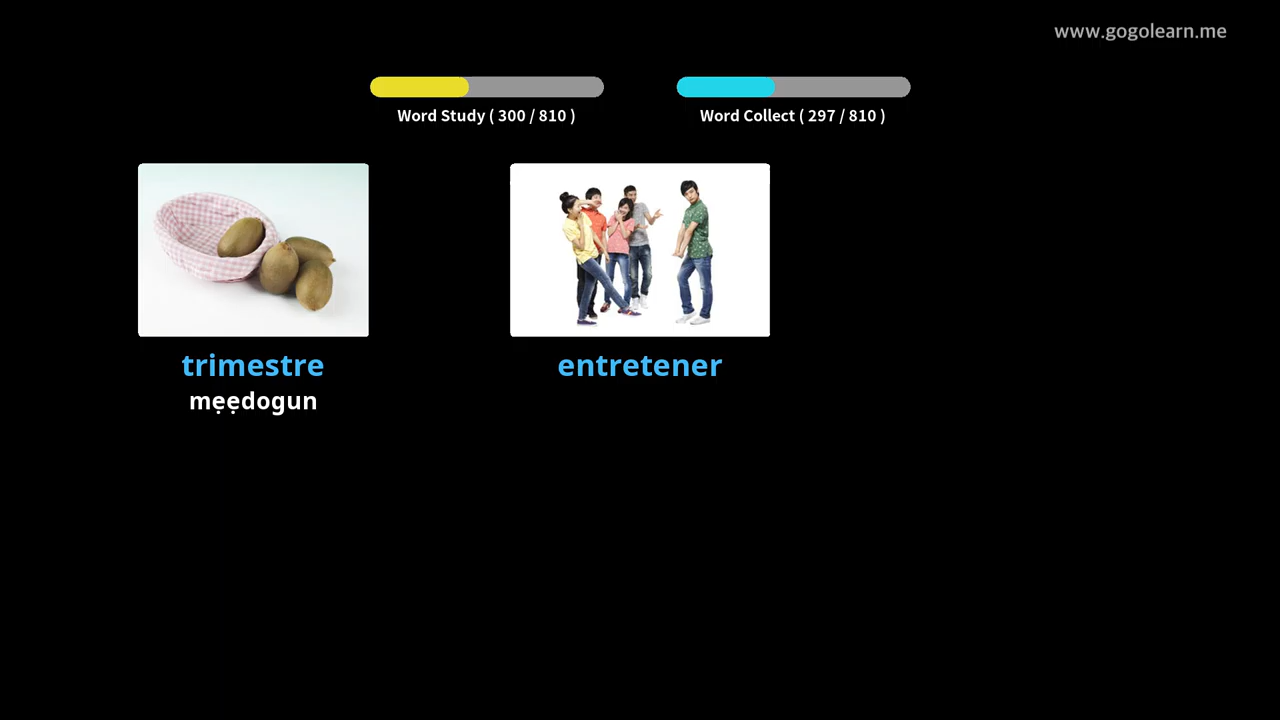 www.gogolearn.me
Word Study ( 300 / 810 )
Word Collect ( 297 / 810 )
trimestre
mẹẹdogun
entretener